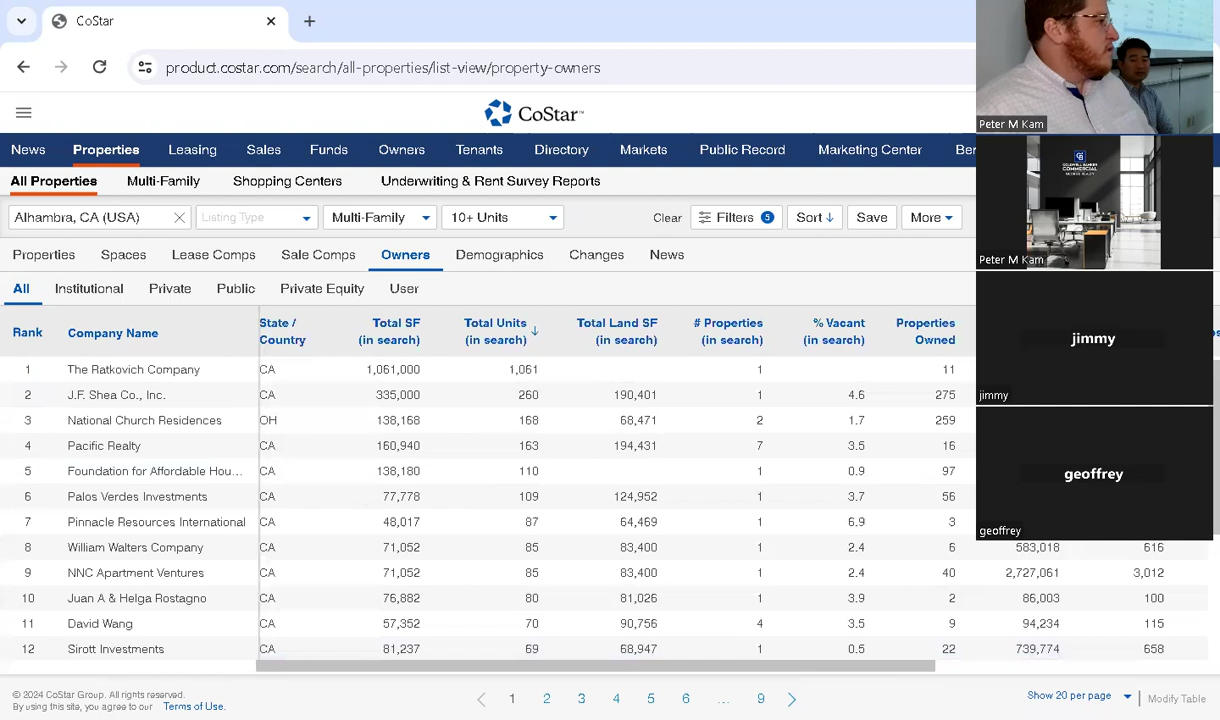 CoStar
product.costar.com/search/all-properties/list-view/property-owners
CoStar™
News Properties Leasing Sales Funds Owners Tenants Directory Markets Public Record Marketing Center Ben
All Properties Multi-Family Shopping Centers Underwriting & Rent Survey Reports
Alhambra, CA (USA) Listing Type Multi-Family 10+ Units Clear Filters 5 Sort Save More
Properties Spaces Lease Comps Sale Comps Owners Demographics Changes News
All Institutional Private Public Private Equity User
Rank Company Name State / Country Total SF (in search) Total Units (in search) Total Land SF (in search) # Properties (in search) % Vacant (in search) Properties Owned
1 The Ratkovich Company CA 1,061,000 1,061 1 11
2 J.F. Shea Co., Inc. CA 335,000 260 190,401 1 4.6 275
3 National Church Residences OH 138,168 168 68,471 2 1.7 259
4 Pacific Realty CA 160,940 163 194,431 7 3.5 16
5 Foundation for Affordable Hou... CA 138,180 110 1 0.9 97
6 Palos Verdes Investments CA 77,778 109 124,952 1 3.7 56
7 Pinnacle Resources International CA 48,017 87 64,469 1 6.9 3
8 William Walters Company CA 71,052 85 83,400 1 2.4 6 583,018 616
9 NNC Apartment Ventures CA 71,052 85 83,400 1 2.4 40 2,727,061 3,012
10 Juan A & Helga Rostagno CA 76,882 80 81,026 1 3.9 2 86,003 100
11 David Wang CA 57,352 70 90,756 4 3.5 9 94,234 115
12 Sirott Investments CA 81,237 69 68,947 1 0.5 22 739,774 658
© 2024 CoStar Group. All rights reserved.
By using this site, you agree to our Terms of Use.
1 2 3 4 5 6 ... 9
Show 20 per page Modify Table
Peter M Kam
COLDWELL BANKER
COMMERCIAL
Peter M Kam
jimmy
jimmy
geoffrey
geoffrey